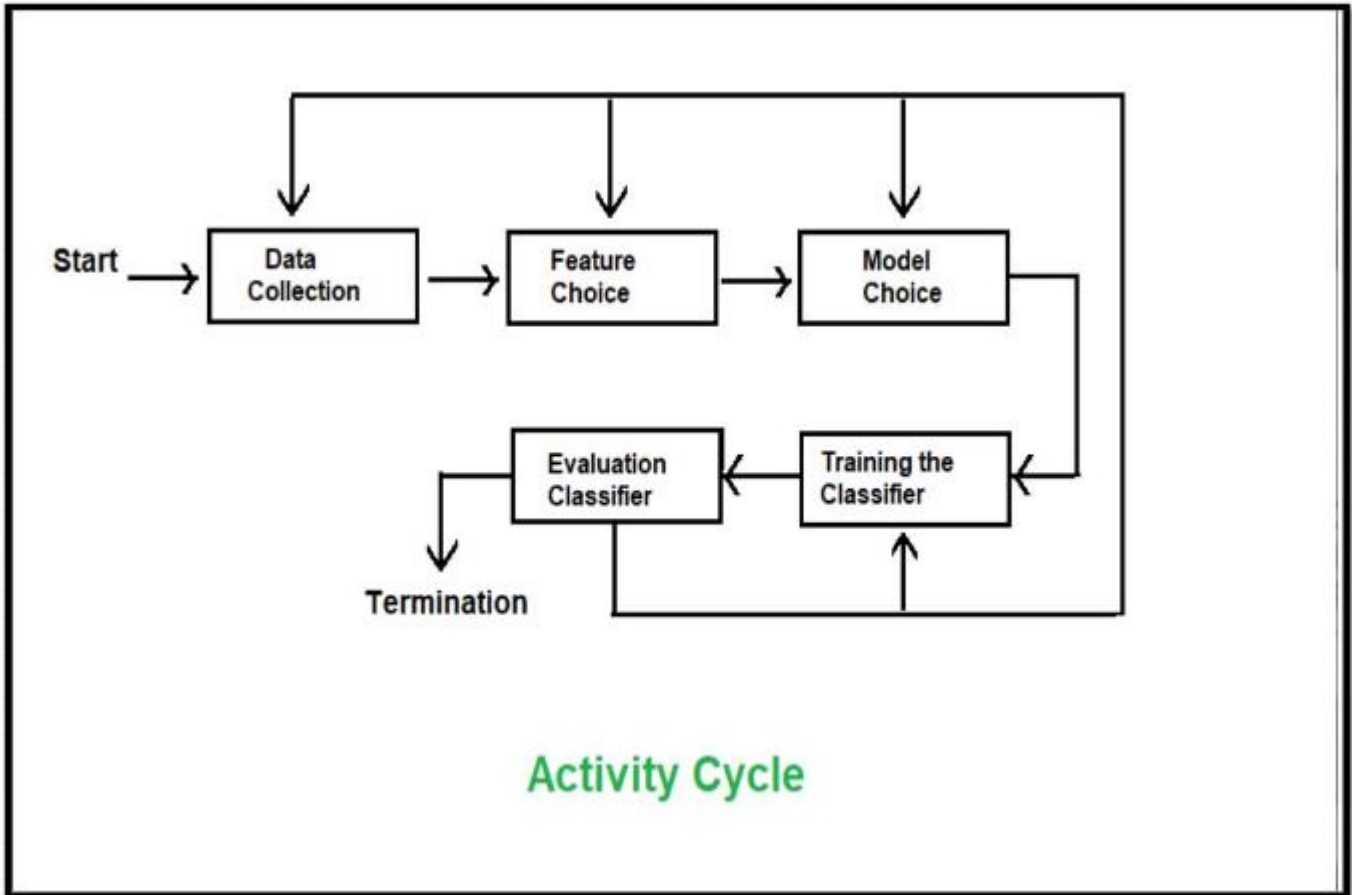 Start
Data
Collection
Feature
Choice
Model
Choice
Evaluation
Classifier
Training the
Classifier
Termination
Activity Cycle